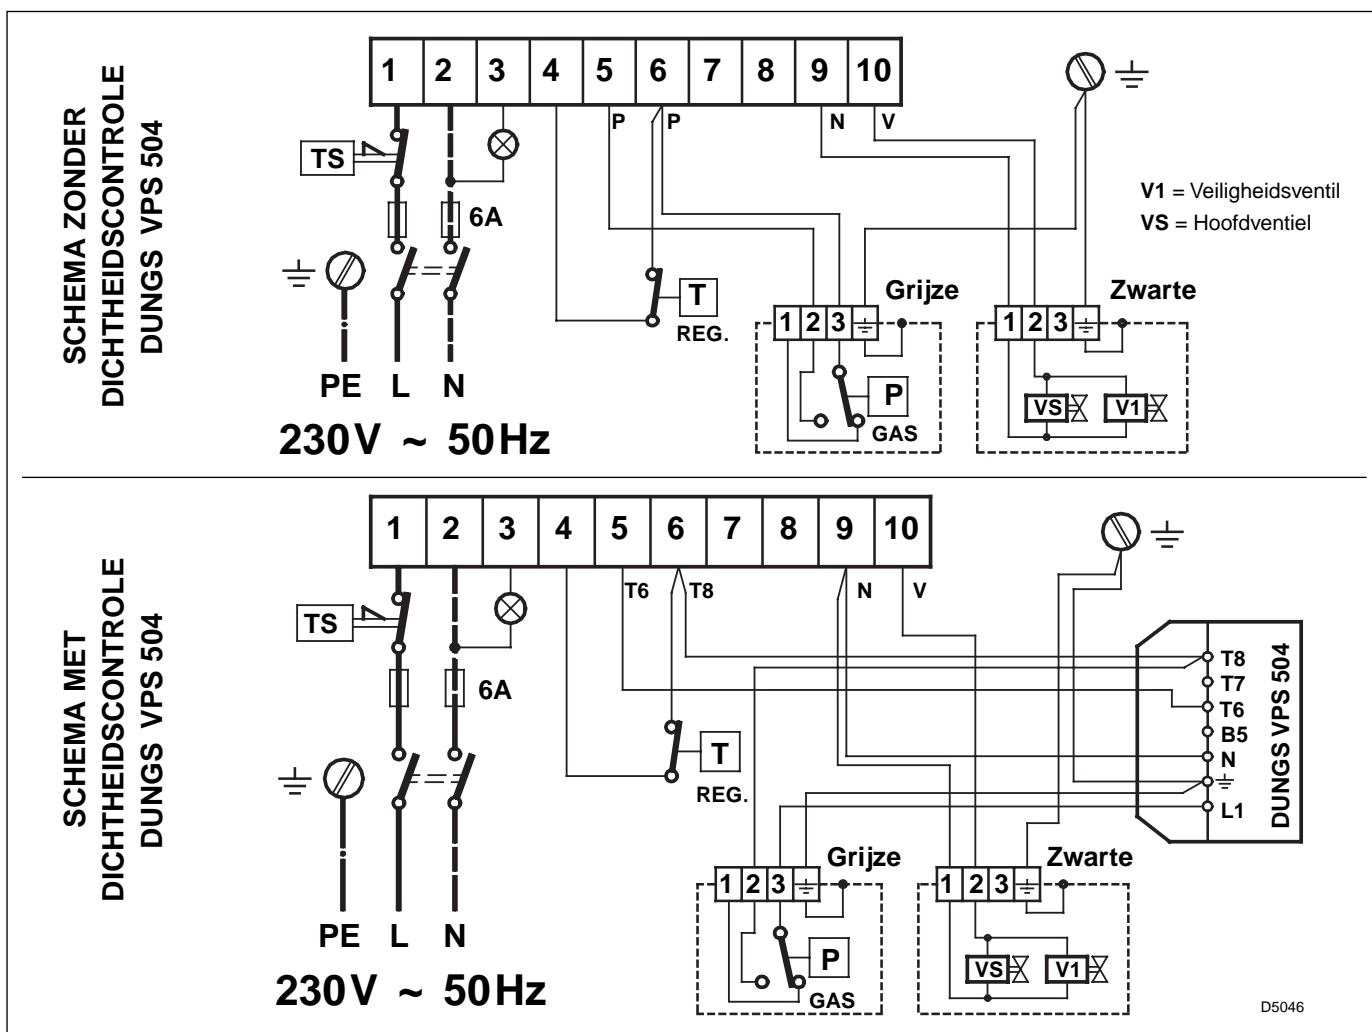 SCHEMA ZONDER
DICHTHEIDSCONTROLE
DUNGS VPS 504
1 2 3 4 5 6 7 8 9 10
P P N V
TS
6A
V1 = Veiligheidsventil
VS = Hoofdventiel
T
REG.
Grijze
Zwarte
1 2 3
1 2 3
P
GAS
VS V1
PE L N
230V ~ 50Hz
SCHEMA MET
DICHTHEIDSCONTROLE
DUNGS VPS 504
1 2 3 4 5 6 7 8 9 10
T6 T8 N V
TS
6A
T
REG.
T8
T7
T6
B5
N
L1
DUNGS VPS 504
Grijze
Zwarte
1 2 3
1 2 3
P
GAS
VS V1
PE L N
230V ~ 50Hz
D5046